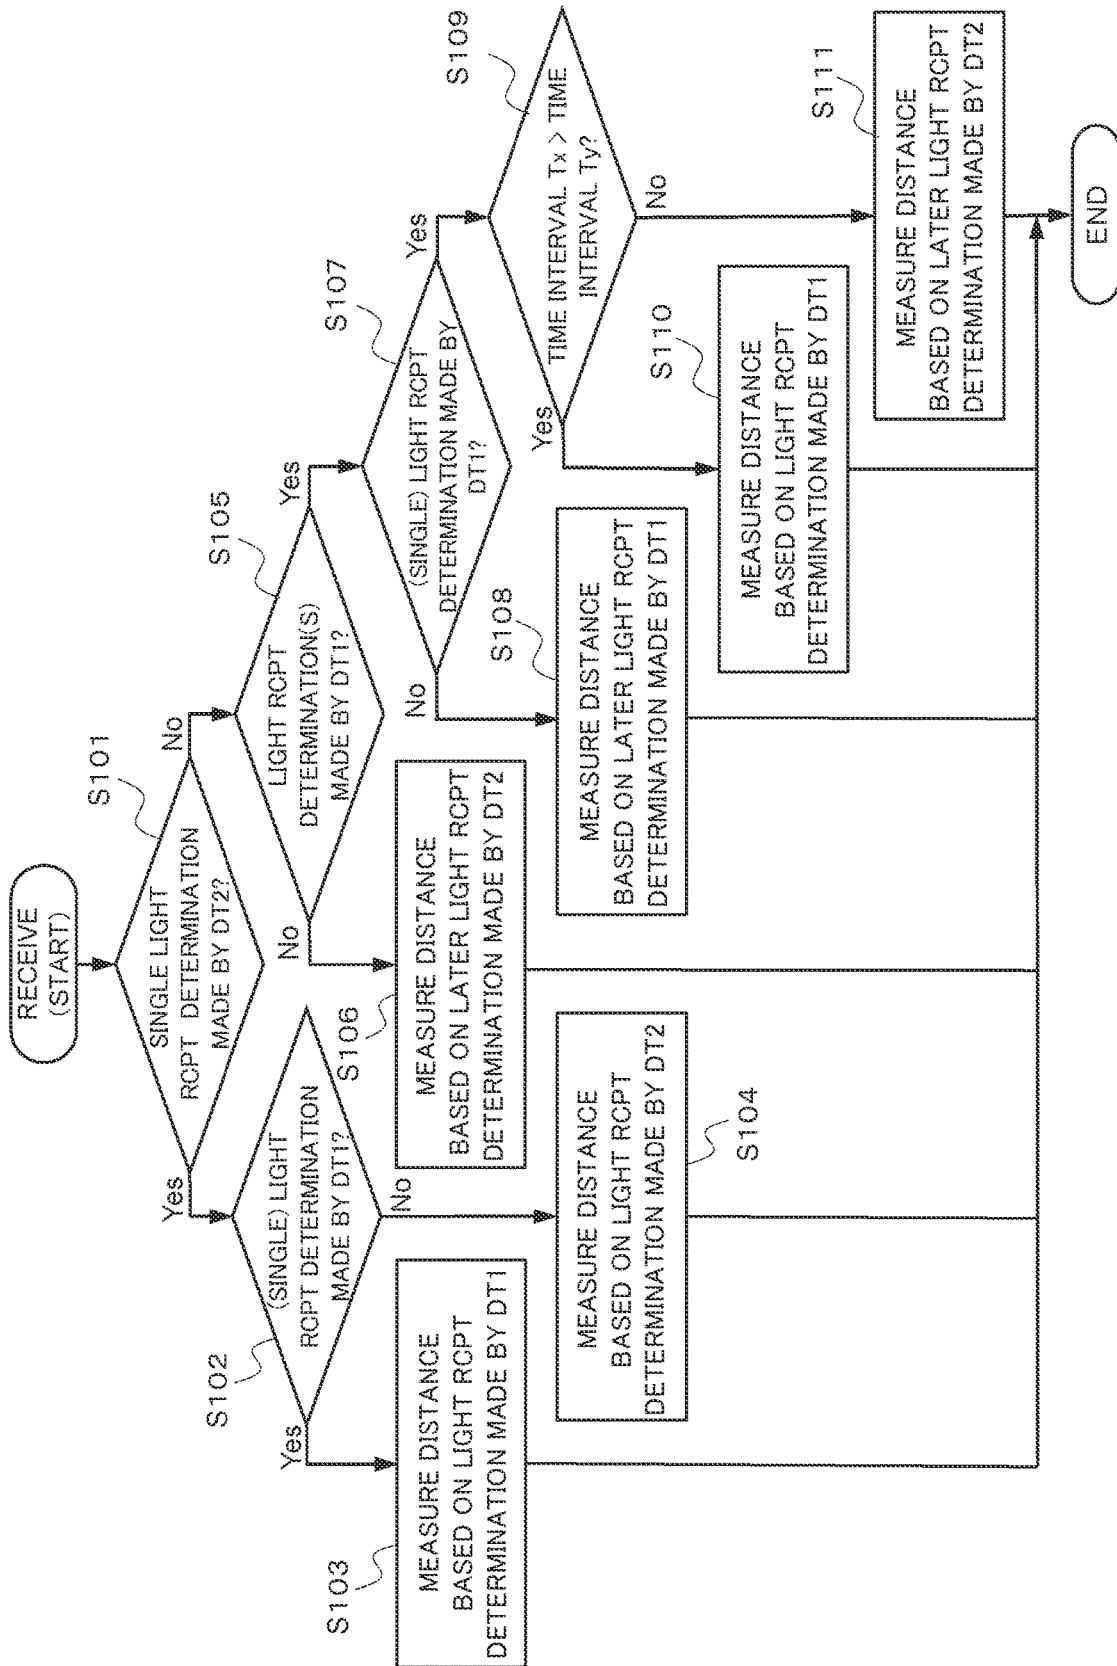 RECEIVE
(START)
S101
SINGLE LIGHT
RCPT DETERMINATION
MADE BY DT2?
Yes
No
S102
(SINGLE) LIGHT
RCPT DETERMINATION
MADE BY DT1?
Yes
No
S103
MEASURE DISTANCE
BASED ON LIGHT RCPT
DETERMINATION MADE BY DT1
S104
MEASURE DISTANCE
BASED ON LIGHT RCPT
DETERMINATION MADE BY DT2
S105
LIGHT RCPT
DETERMINATION(S)
MADE BY DT1?
No
Yes
S106
MEASURE DISTANCE
BASED ON LATER LIGHT RCPT
DETERMINATION MADE BY DT2
S107
(SINGLE) LIGHT RCPT
DETERMINATION MADE BY
DT1?
No
Yes
S108
MEASURE DISTANCE
BASED ON LATER LIGHT RCPT
DETERMINATION MADE BY DT1
S109
TIME INTERVAL Tx > TIME
INTERVAL Ty?
Yes
No
S110
MEASURE DISTANCE
BASED ON LIGHT RCPT
DETERMINATION MADE BY DT1
S111
MEASURE DISTANCE
BASED ON LATER LIGHT RCPT
DETERMINATION MADE BY DT2
END